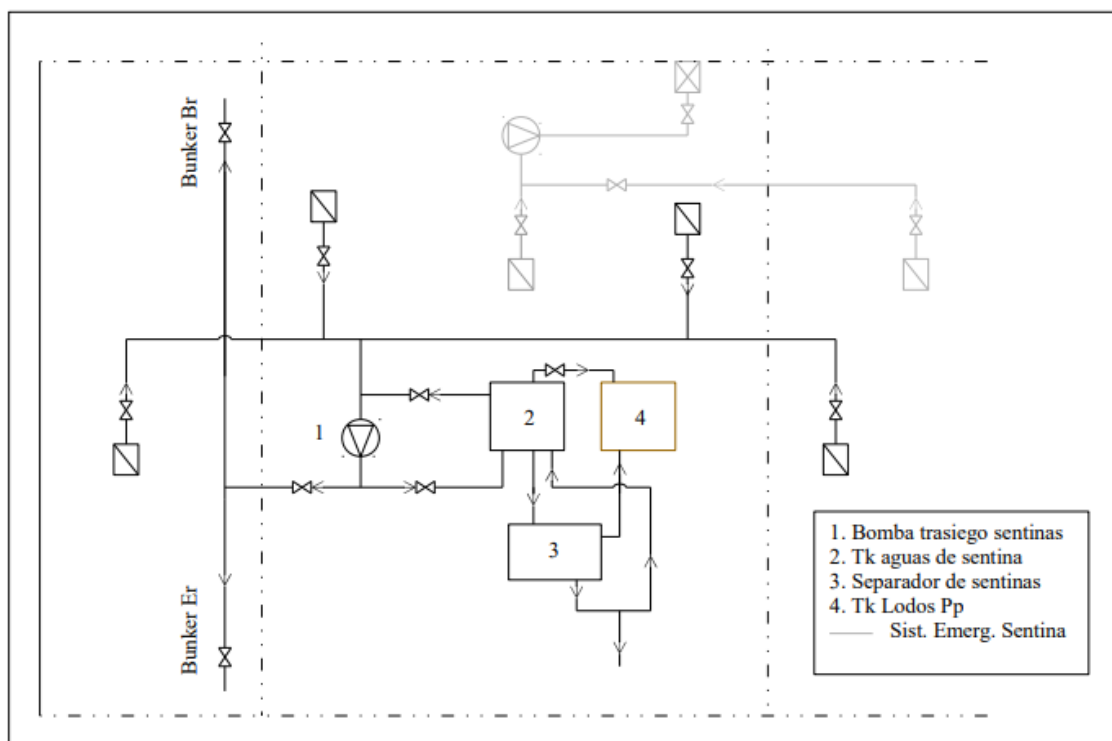 Bunker Br
1
2
4
3
Bunker Er
1. Bomba trasiego sentinas
2. Tk aguas de sentina
3. Separador de sentinas
4. Tk Lodos Pp
Sist. Emerg. Sentina